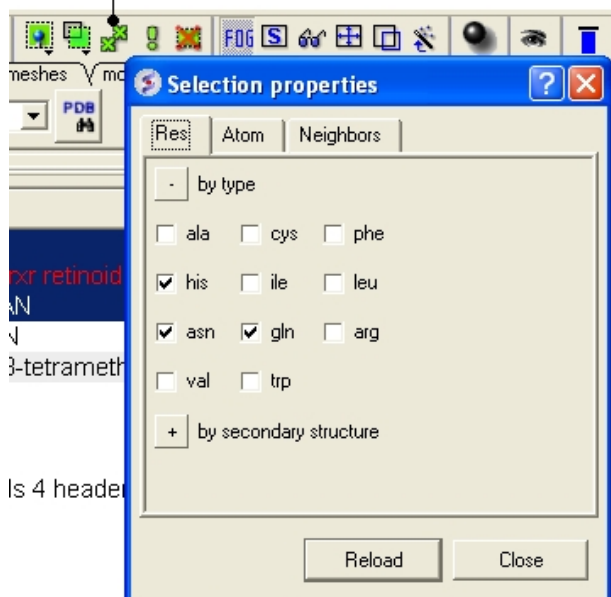 FOG S
meshes
PDB
Selection properties
Res Atom Neighbors
- by type
ala cys phe
his ile leu
asn gln arg
val trp
+ by secondary structure
rxr retinoid
AN
N
3-tetrameth
ls 4 header
Reload Close